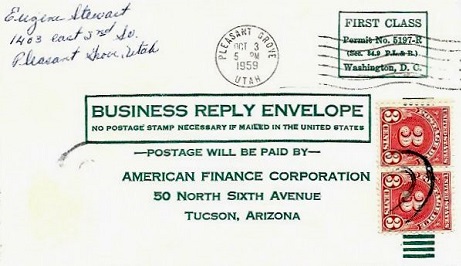 Eugene Stewart
1403 east 3rd So.
Pleasant Grove, Utah
PLEASANT GROVE
OCT 3
5 PM
1959
UTAH
FIRST CLASS
Permit No. 5197-R
(Sec. 34.9 P.L.& R.)
Washington, D. C.
BUSINESS REPLY ENVELOPE
NO POSTAGE STAMP NECESSARY IF MAILED IN THE UNITED STATES
—POSTAGE WILL BE PAID BY—
AMERICAN FINANCE CORPORATION
50 NORTH SIXTH AVENUE
TUCSON, ARIZONA
3
3